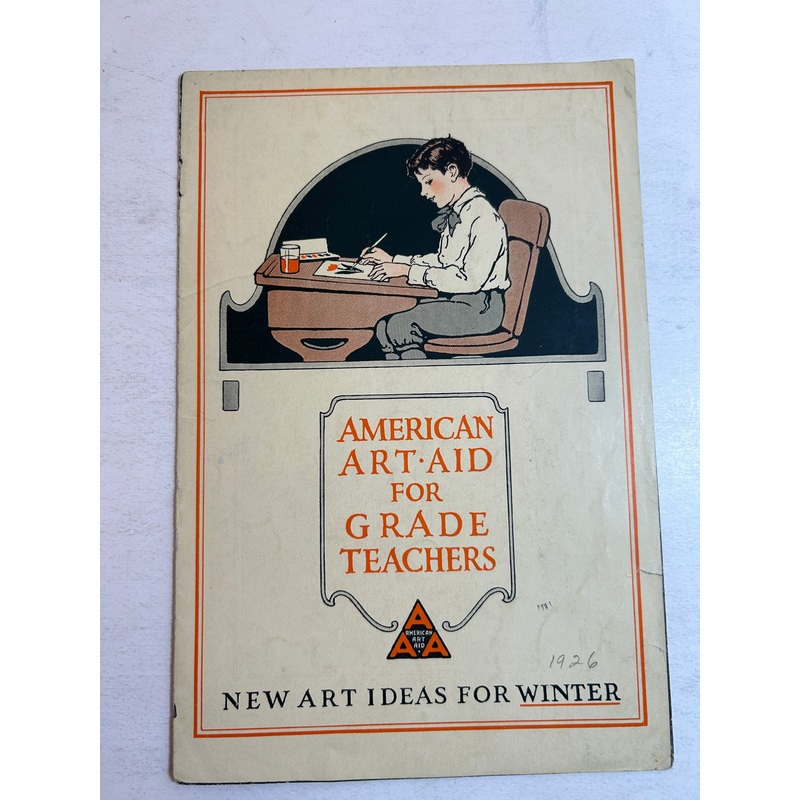 AMERICAN
ART·AID
FOR
GRADE
TEACHERS
A
AMERICAN
ART
AID
A A
1926
NEW ART IDEAS FOR WINTER